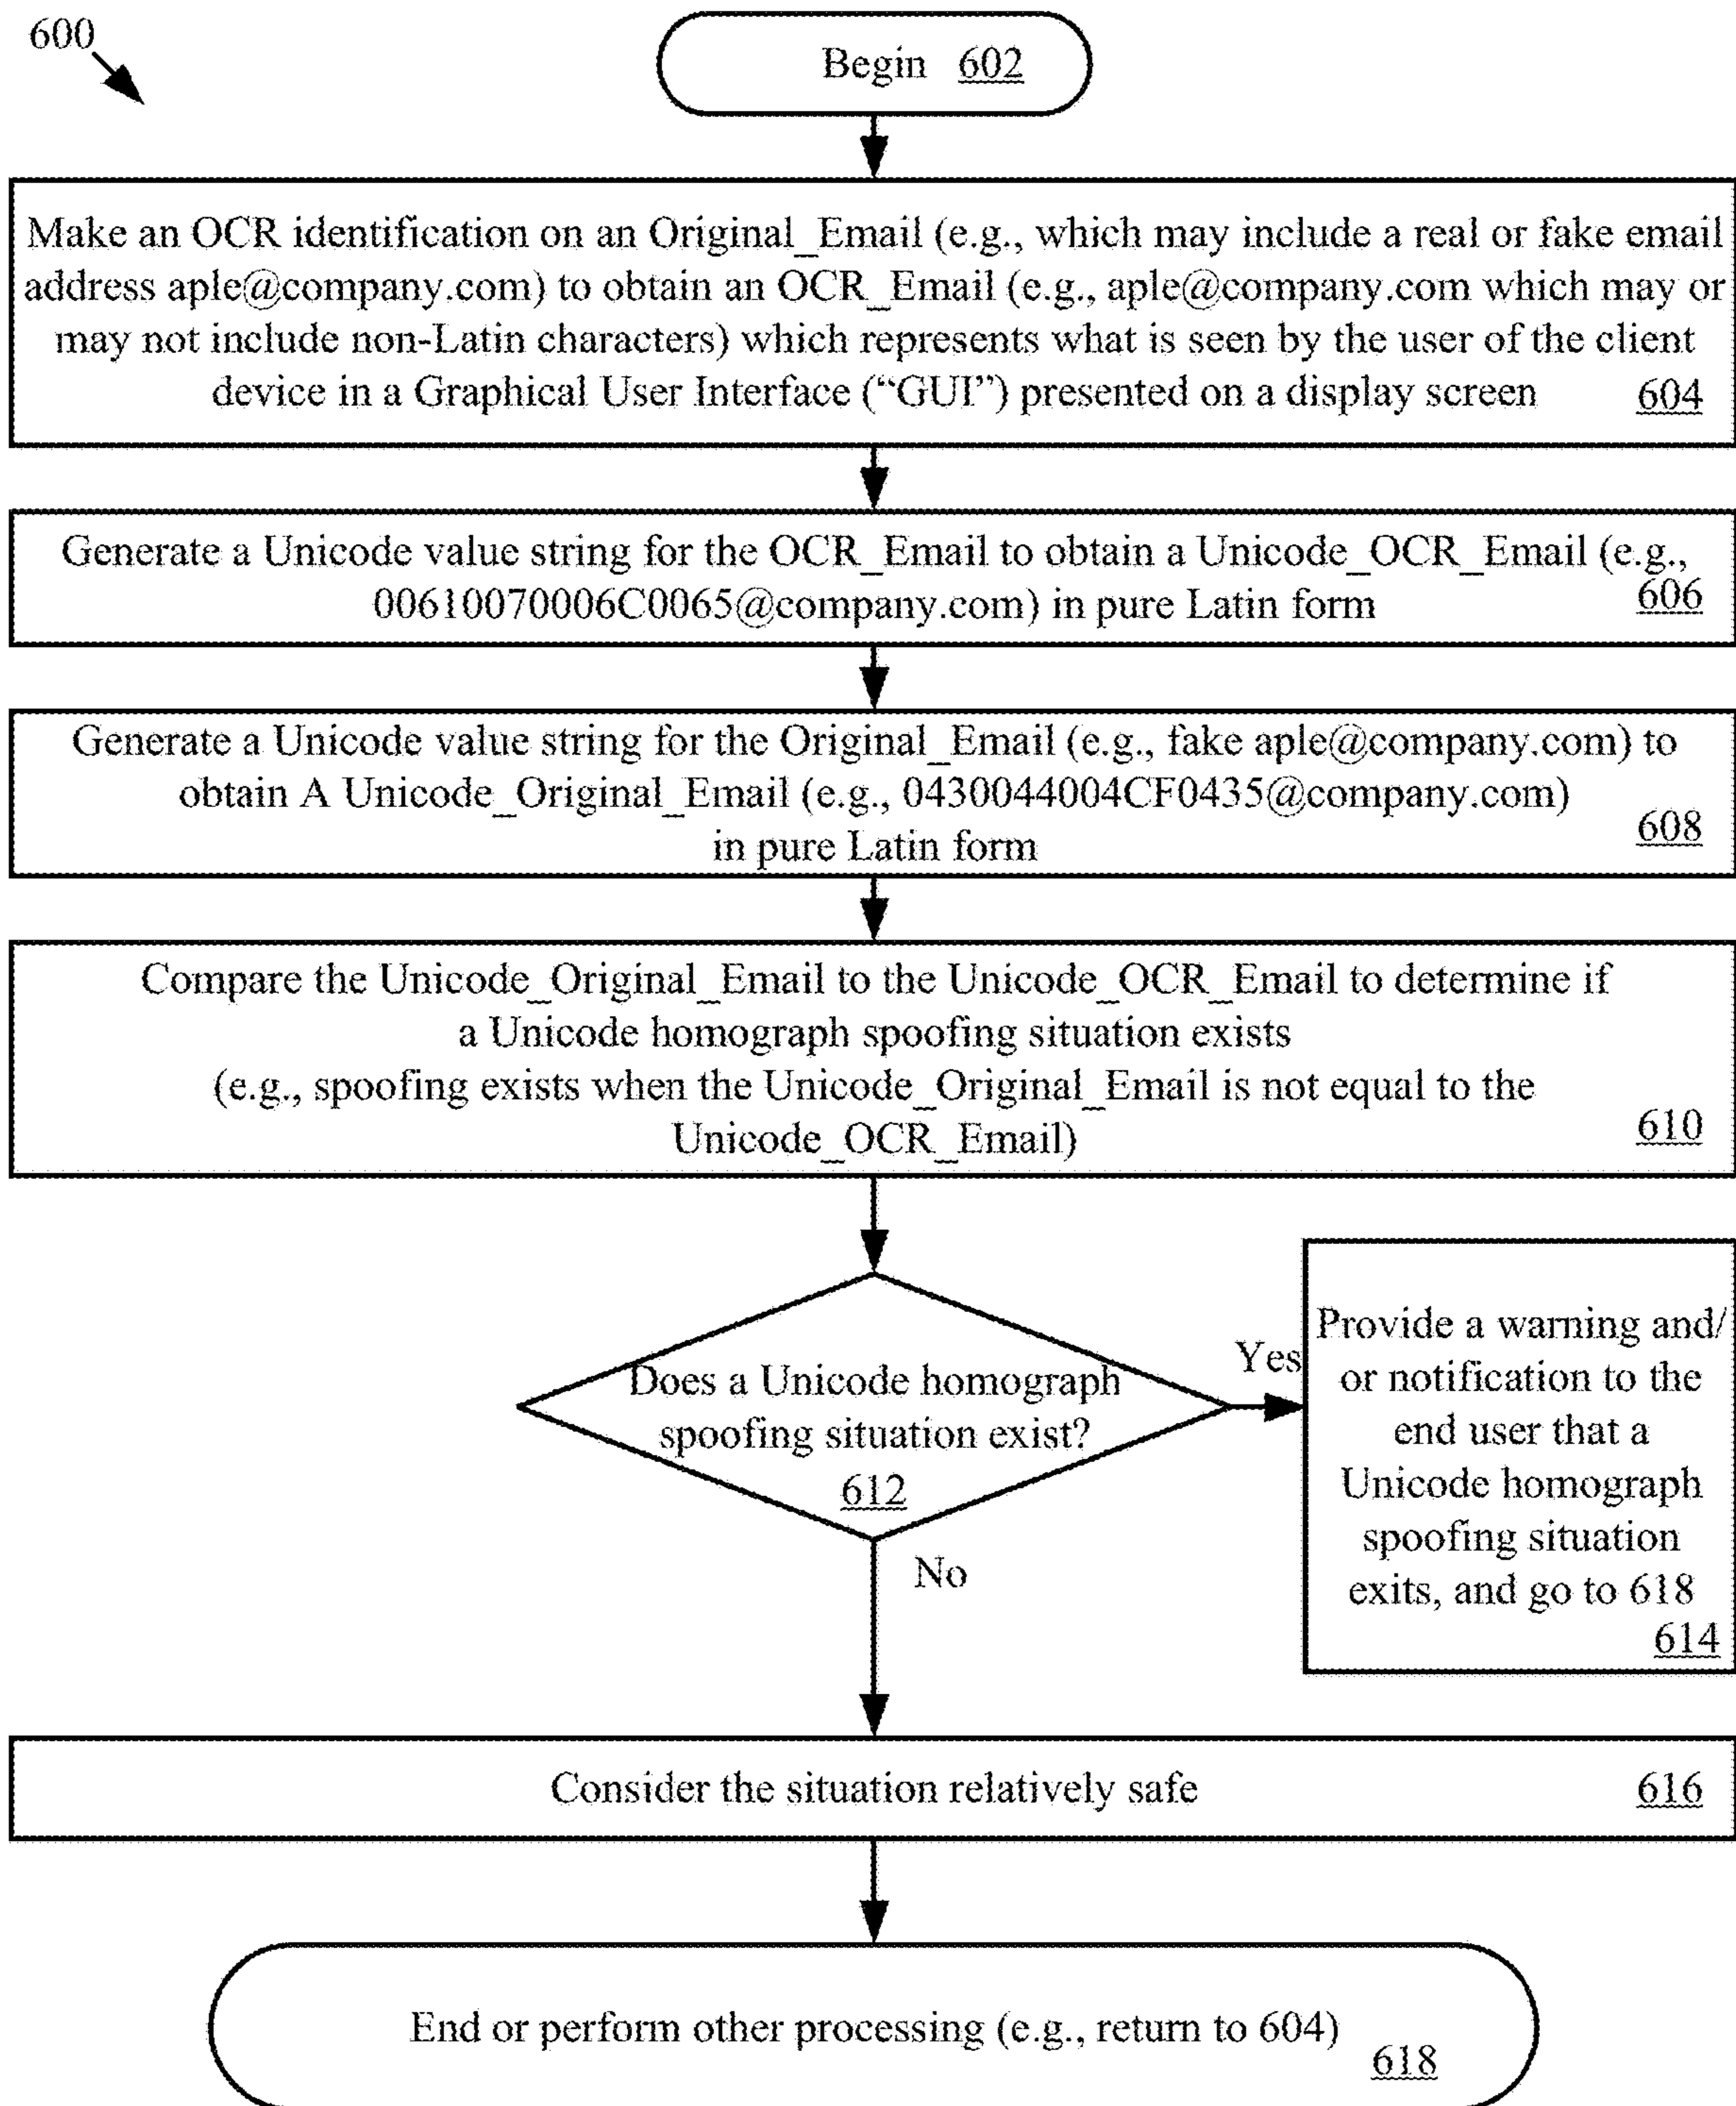 600
Begin 602
Make an OCR identification on an Original_Email (e.g., which may include a real or fake email
address aple@company.com) to obtain an OCR_Email (e.g., aple@company.com which may or
may not include non-Latin characters) which represents what is seen by the user of the client
device in a Graphical User Interface (“GUI”) presented on a display screen 604
Generate a Unicode value string for the OCR_Email to obtain a Unicode_OCR_Email (e.g.,
00610070006C0065@company.com) in pure Latin form 606
Generate a Unicode value string for the Original_Email (e.g., fake aple@company.com) to
obtain A Unicode_Original_Email (e.g., 0430044004CF0435@company.com)
in pure Latin form 608
Compare the Unicode_Original_Email to the Unicode_OCR_Email to determine if
a Unicode homograph spoofing situation exists
(e.g., spoofing exists when the Unicode_Original_Email is not equal to the
Unicode_OCR_Email) 610
Does a Unicode homograph
spoofing situation exist?
612
Yes
Provide a warning and/
or notification to the
end user that a
Unicode homograph
spoofing situation
exits, and go to 618
614
No
Consider the situation relatively safe 616
End or perform other processing (e.g., return to 604) 618